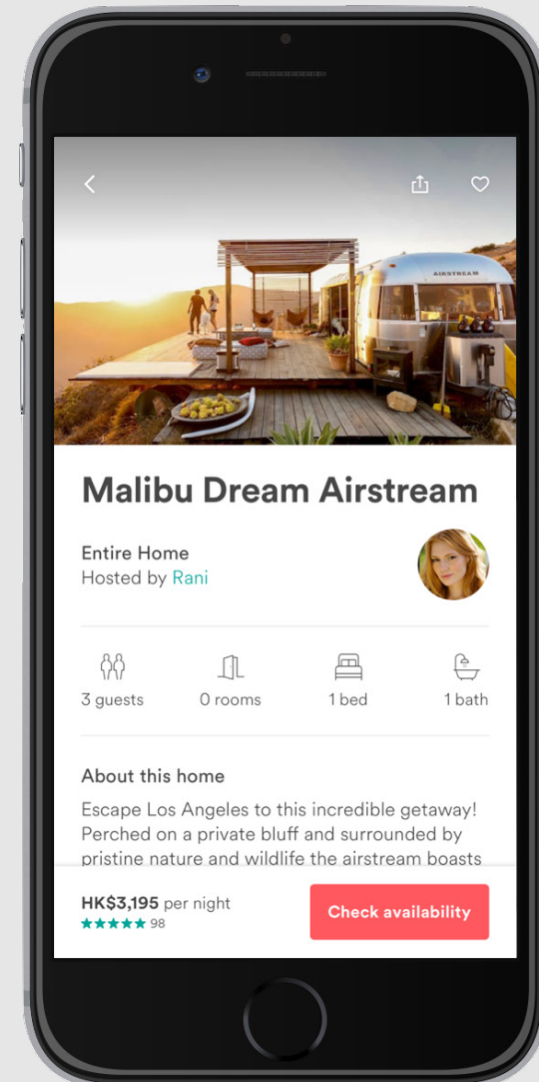 AIRSTREAM
Malibu Dream Airstream
Entire Home
Hosted by Rani
3 guests
0 rooms
1 bed
1 bath
About this home
Escape Los Angeles to this incredible getaway!
Perched on a private bluff and surrounded by
pristine nature and wildlife the airstream boasts
HK$3,195 per night
★★★★★ 98
Check availability